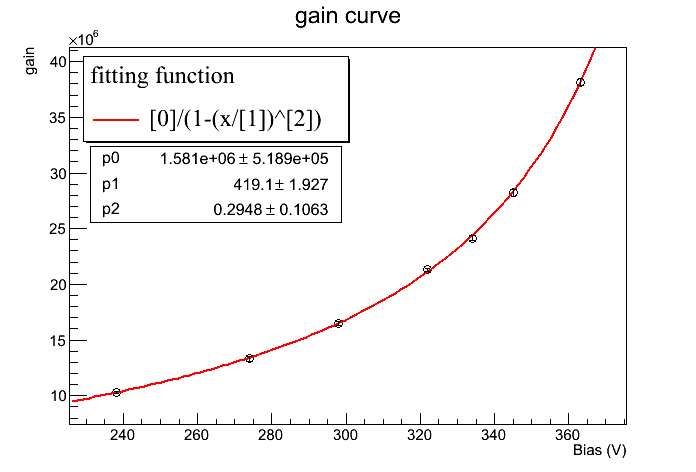 gain curve
×10⁶
gain
fitting function
[0]/(1-(x/[1])^[2])
p0 1.581e+06 ± 5.189e+05
p1 419.1 ± 1.927
p2 0.2948 ± 0.1063
40
35
30
25
20
15
10
240 260 280 300 320 340 360
Bias (V)